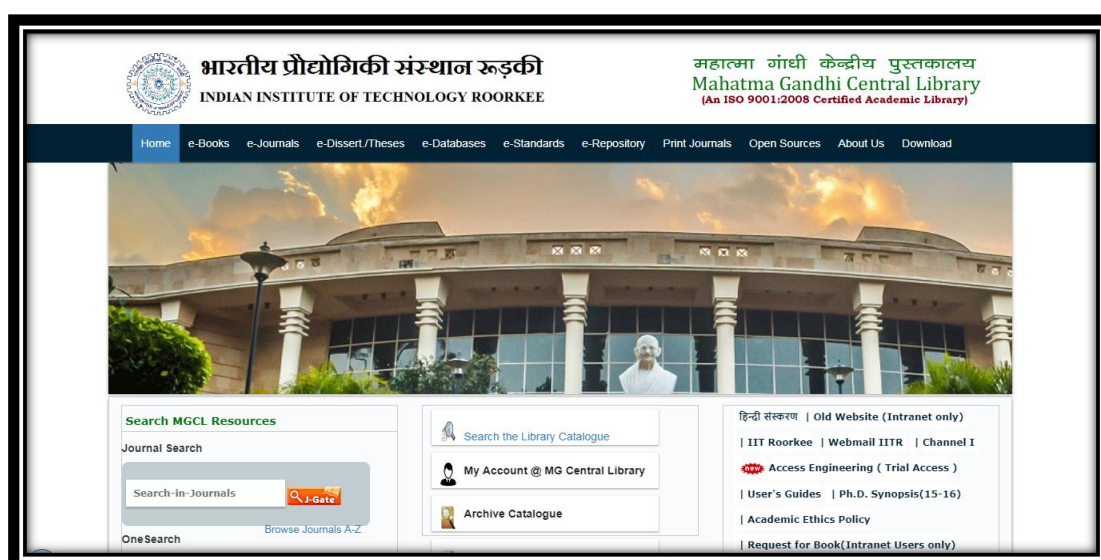 भारतीय प्रौद्योगिकी संस्थान रूड़की
INDIAN INSTITUTE OF TECHNOLOGY ROORKEE
महात्मा गांधी केन्द्रीय पुस्तकालय
Mahatma Gandhi Central Library
(An ISO 9001:2008 Certified Academic Library)
Home e-Books e-Journals e-Dissert./Theses e-Databases e-Standards e-Repository Print Journals Open Sources About Us Download
Search MGCL Resources
Journal Search
Search-in-Journals J-Gate
Browse Journals A-Z
OneSearch
Search the Library Catalogue
My Account @ MG Central Library
Archive Catalogue
हिन्दी संस्करण | Old Website (Intranet only)
| IIT Roorkee | Webmail IITR | Channel I
new Access Engineering ( Trial Access )
| User's Guides | Ph.D. Synopsis(15-16)
| Academic Ethics Policy
| Request for Book(Intranet Users only)